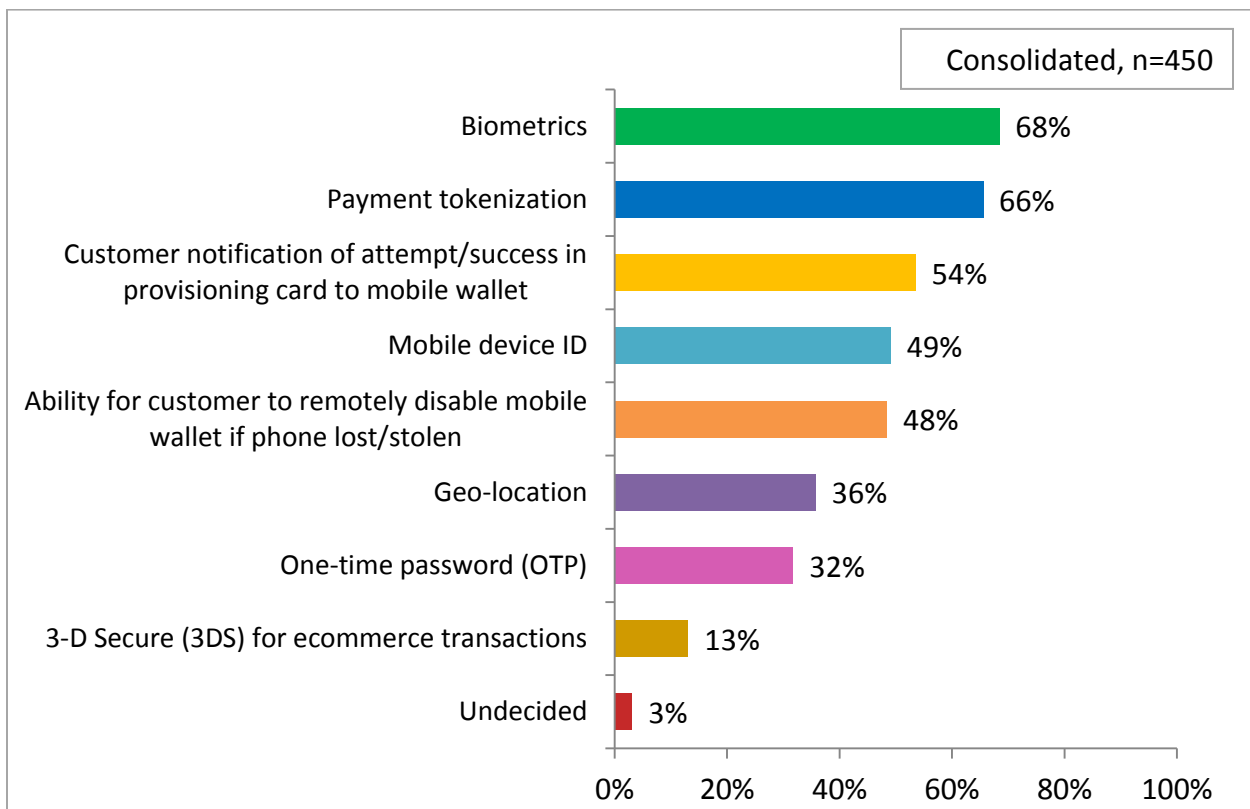 Consolidated, n=450
Biometrics
68%
Payment tokenization
66%
Customer notification of attempt/success in
provisioning card to mobile wallet
54%
Mobile device ID
49%
Ability for customer to remotely disable mobile
wallet if phone lost/stolen
48%
Geo-location
36%
One-time password (OTP)
32%
3-D Secure (3DS) for ecommerce transactions
13%
Undecided
3%
0% 20% 40% 60% 80% 100%